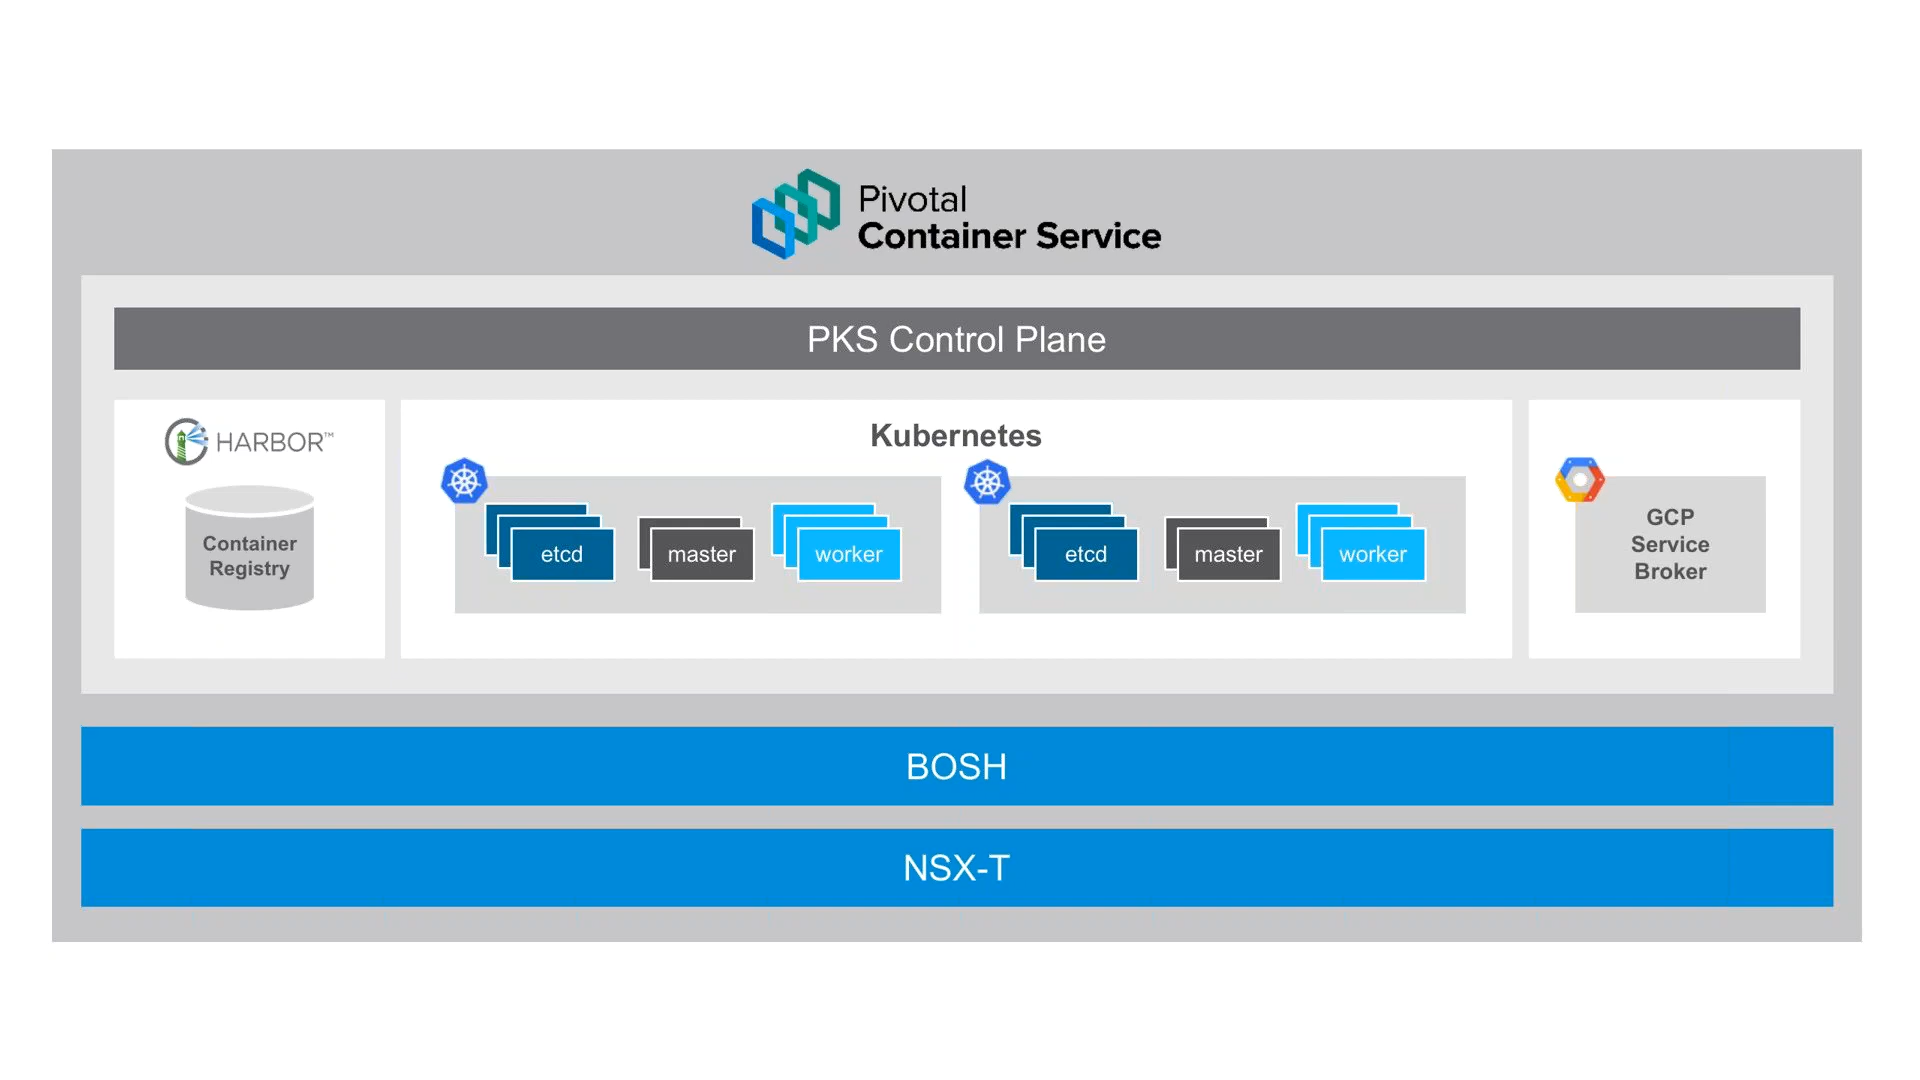 Pivotal
Container Service
PKS Control Plane
HARBOR™
Container
Registry
Kubernetes
etcd
master
worker
etcd
master
worker
GCP
Service
Broker
BOSH
NSX-T